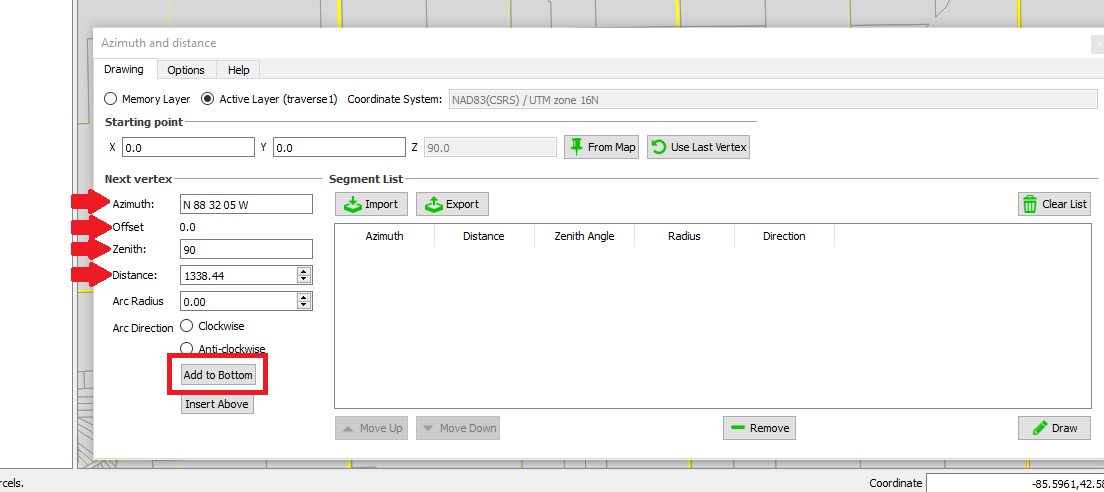 Azimuth and distance
Drawing Options Help
Memory Layer Active Layer (traverse1) Coordinate System: NAD83(CSRS) / UTM zone 16N
Starting point
X 0.0 Y 0.0 Z 90.0 From Map Use Last Vertex
Next vertex Segment List
Azimuth: N 88 32 05 W Import Export Clear List
Offset 0.0 Azimuth Distance Zenith Angle Radius Direction
Zenith: 90
Distance: 1338.44
Arc Radius 0.00
Arc Direction Clockwise
Anti-clockwise
Add to Bottom
Insert Above
Move Up Move Down Remove Draw
rcels. Coordinate -85.5961,42.58